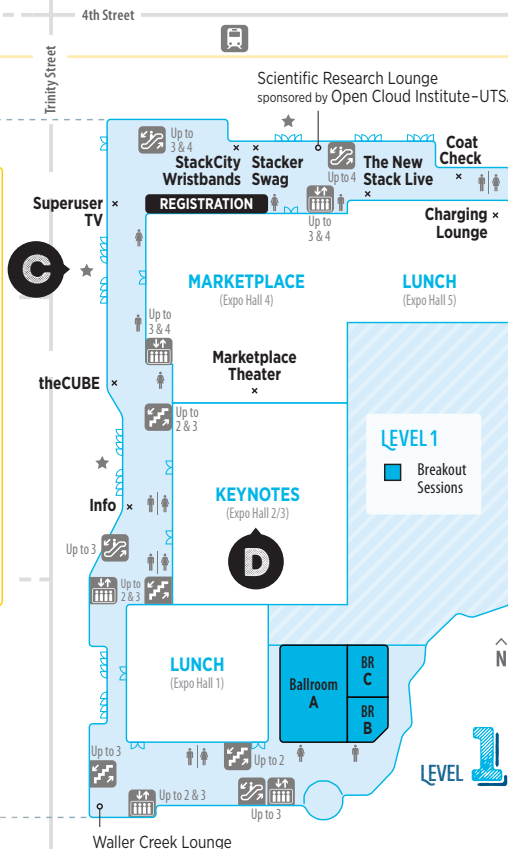 4th Street
Trinity Street
Scientific Research Lounge
sponsored by Open Cloud Institute–UTSA
Up to
3 & 4
StackCity
Wristbands
Stacker
Swag
Up to 4
The New
Stack Live
Coat
Check
Superuser
TV
REGISTRATION
Up to
3 & 4
Charging
Lounge
C
MARKETPLACE
(Expo Hall 4)
LUNCH
(Expo Hall 5)
Up to
3 & 4
Marketplace
Theater
theCUBE
Up to
2 & 3
LEVEL 1
Breakout
Sessions
KEYNOTES
(Expo Hall 2/3)
Info
D
Up to 3
Up to
2 & 3
LUNCH
(Expo Hall 1)
Ballroom
A
BR
C
BR
B
N
Up to 3
Up to 2
LEVEL 1
Up to 2 & 3
Up to 3
Waller Creek Lounge